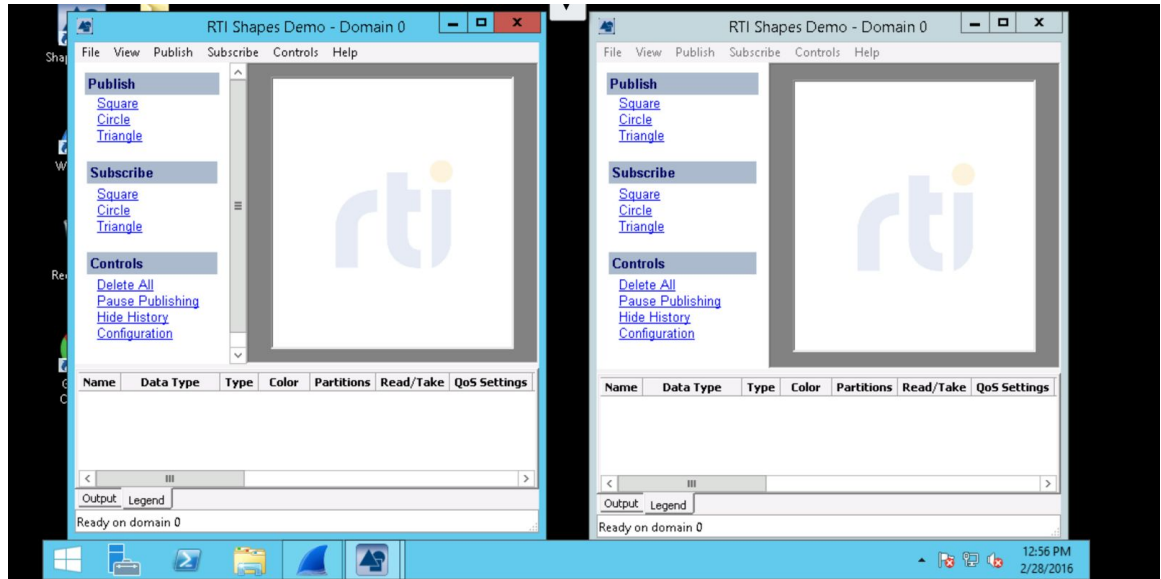 RTI Shapes Demo - Domain 0
File View Publish Subscribe Controls Help
Publish
Square
Circle
Triangle
Subscribe
Square
Circle
Triangle
Controls
Delete All
Pause Publishing
Hide History
Configuration
rti
Name Data Type Type Color Partitions Read/Take QoS Settings
Output Legend
Ready on domain 0
RTI Shapes Demo - Domain 0
File View Publish Subscribe Controls Help
Publish
Square
Circle
Triangle
Subscribe
Square
Circle
Triangle
Controls
Delete All
Pause Publishing
Hide History
Configuration
rti
Name Data Type Type Color Partitions Read/Take QoS Settings
Output Legend
Ready on domain 0
12:56 PM
2/28/2016